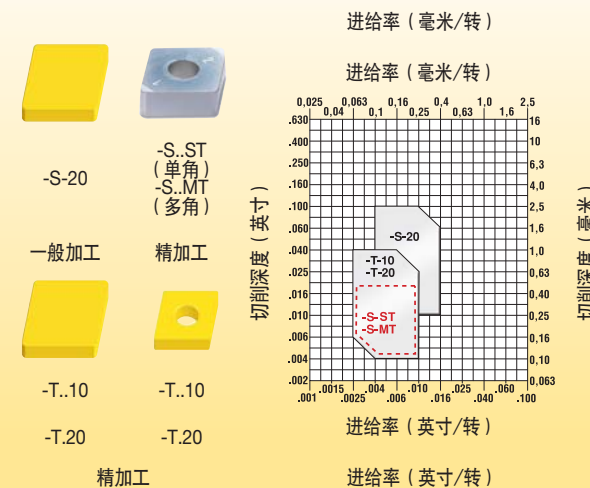 -S-20
-S..ST
(单角)
-S..MT
(多角)
一般加工
精加工
-T..10
-T..10
-T.20
-T.20
精加工
进给率(毫米/转)
进给率(毫米/转)
0,025 0,063 0,16 0,4 1,0 2,5
0,04 0,1 0,25 0,63 1,6
切削深度(英寸)
.630
.400
.250
.160
.100
.060
.040
.025
.016
.010
.006
.004
.002
-S-20
-T-10
-T-20
-S-ST
-S-MT
16
10
6,3
4,0
2,5
1,6
1,0
0,63
0,40
0,25
0,16
0,10
0,063
切削深度(毫米)
.0015 .004 .010 .025 .060
.001 .0025 .006 .016 .040 .100
进给率(英寸/转)
进给率(英寸/转)